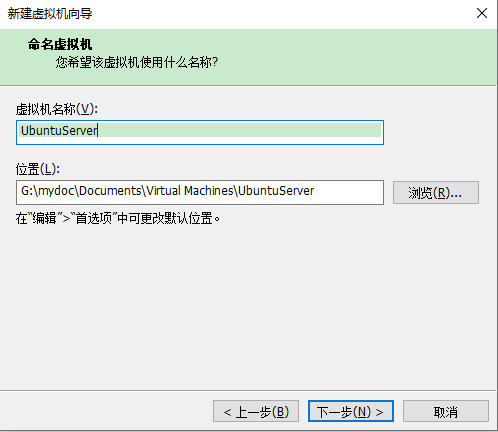 新建虚拟机向导
命名虚拟机
您希望该虚拟机使用什么名称?
虚拟机名称(V):
UbuntuServer
位置(L):
G:\mydoc\Documents\Virtual Machines\UbuntuServer
浏览(R)...
在“编辑”>“首选项”中可更改默认位置。
< 上一步(B) 下一步(N) > 取消